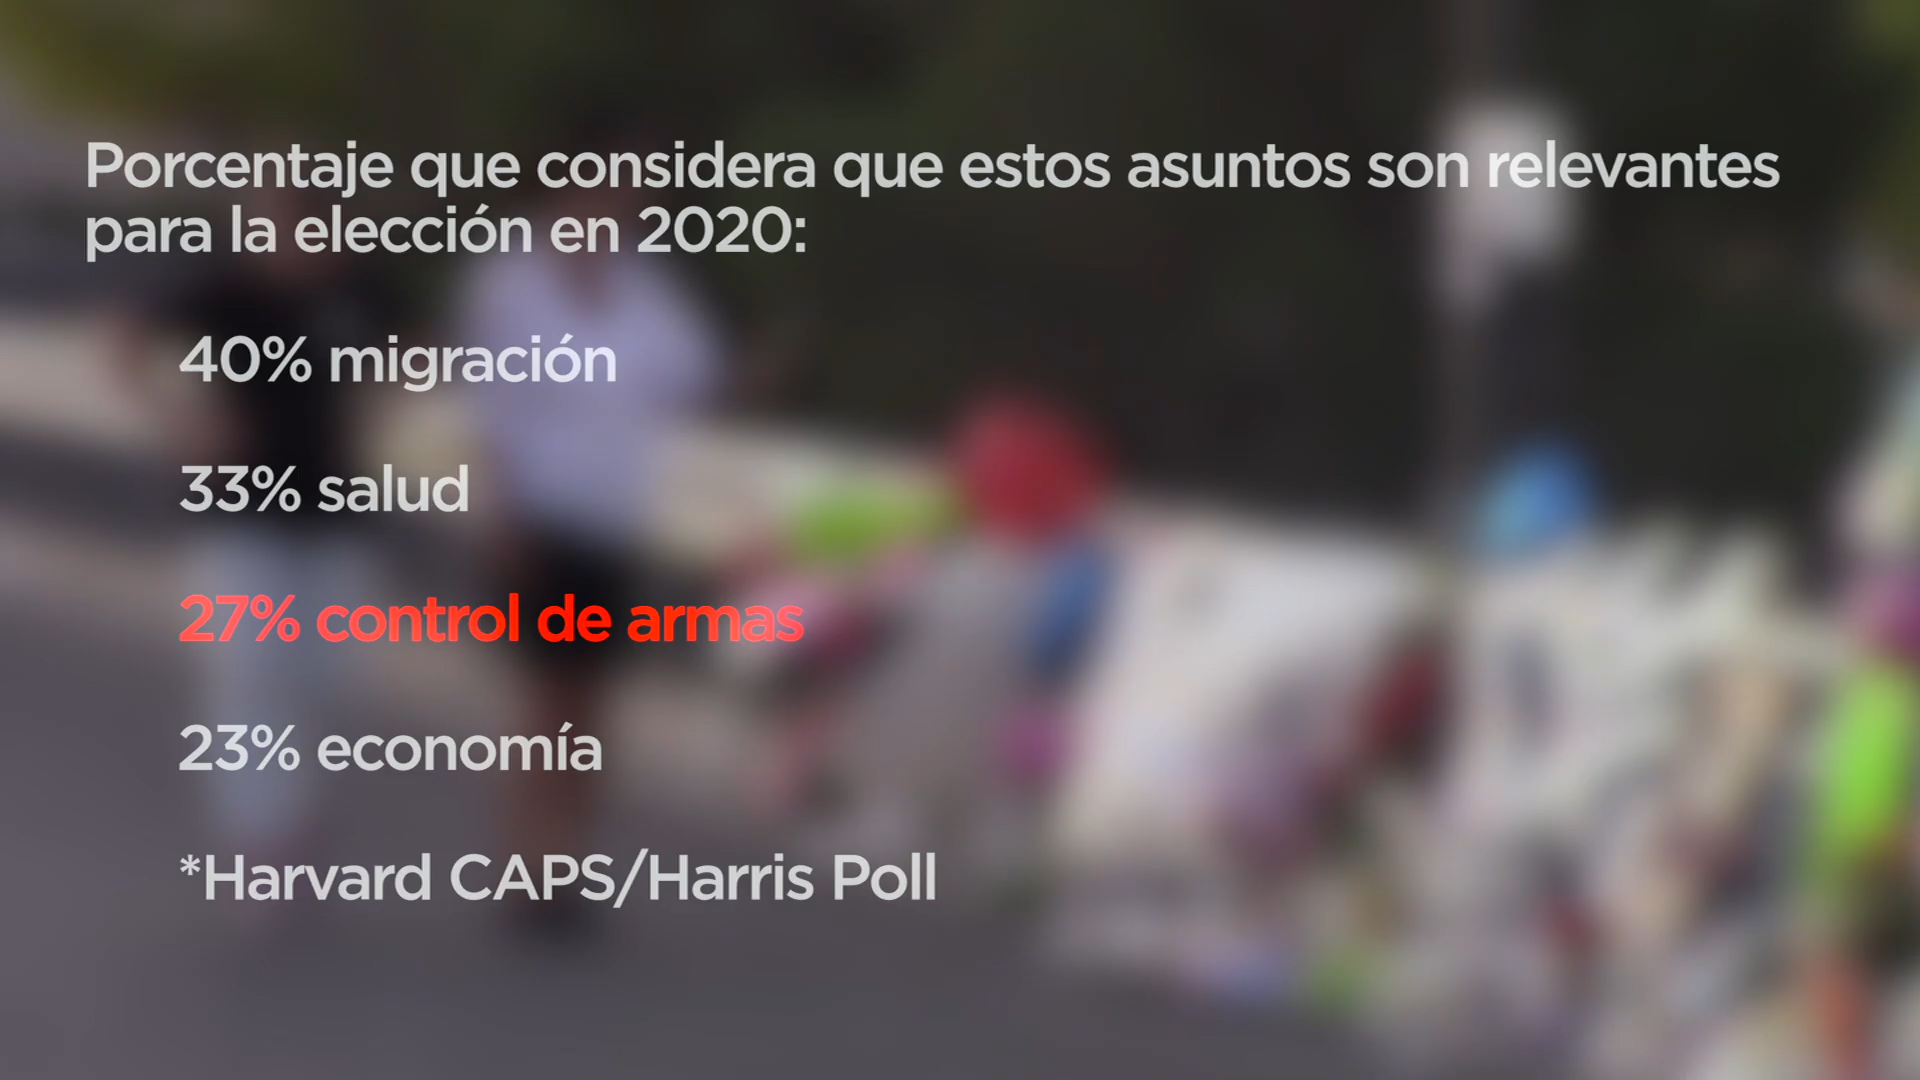 Porcentaje que considera que estos asuntos son relevantes
para la elección en 2020:
40% migración
33% salud
27% control de armas
23% economía
*Harvard CAPS/Harris Poll